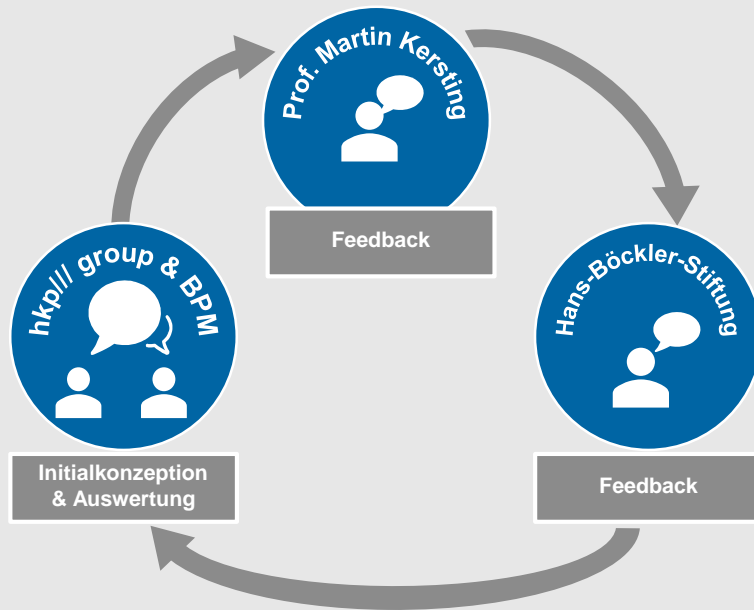 Prof. Martin Kersting
Feedback
hkp/// group & BPM
Initialkonzeption
& Auswertung
Hans-Böckler-Stiftung
Feedback